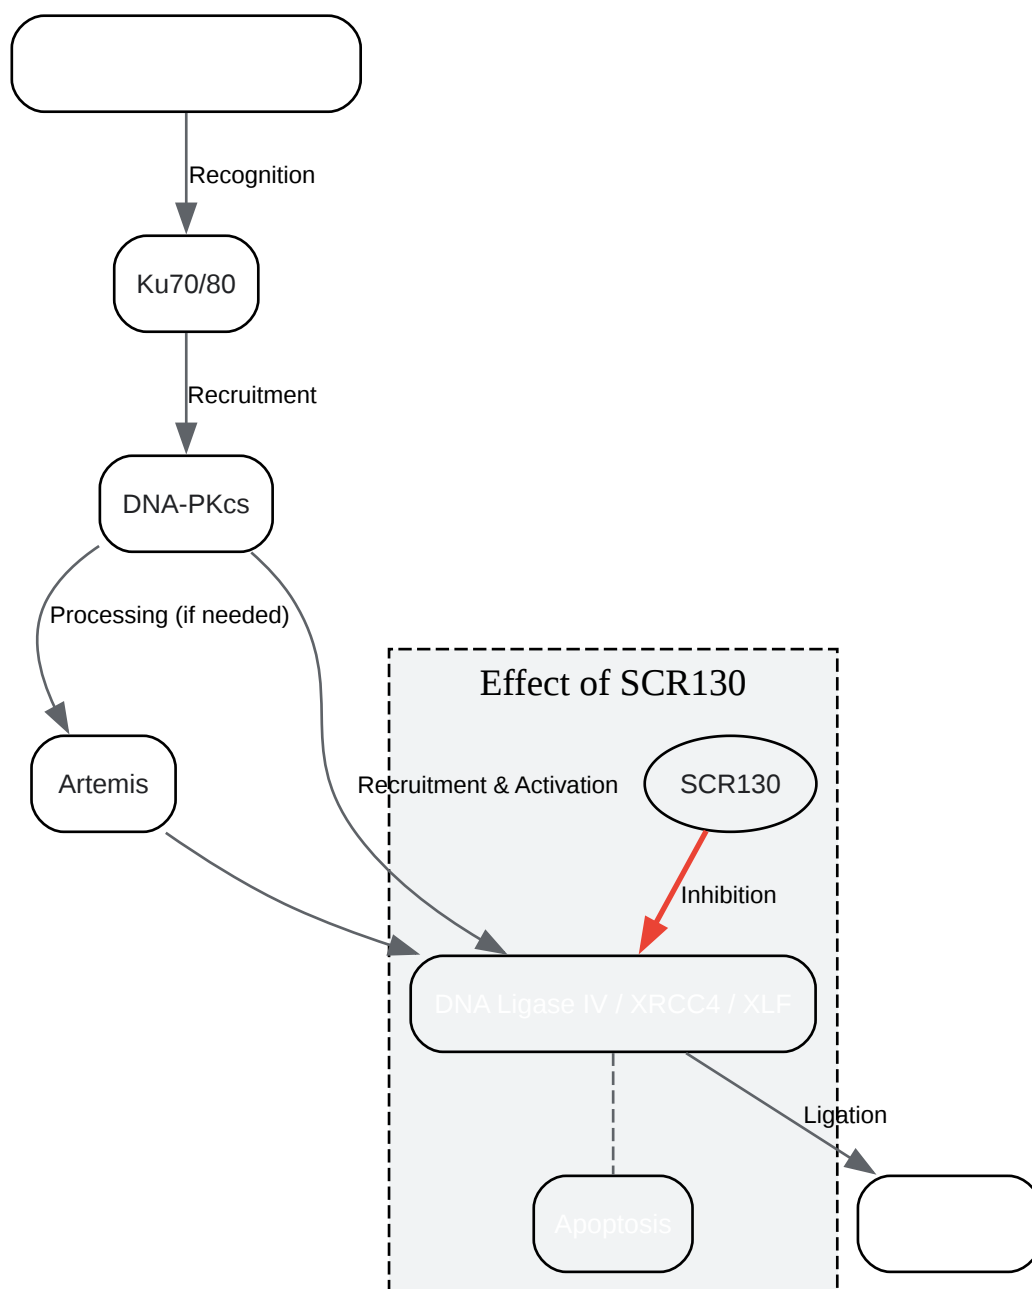 Recognition
Ku70/80
Recruitment
DNA-PKcs
Processing (if needed)
Effect of SCR130
Artemis
Recruitment & Activation
SCR130
Inhibition
DNA Ligase IV / XRCC4 / XLF
Ligation
Apoptosis